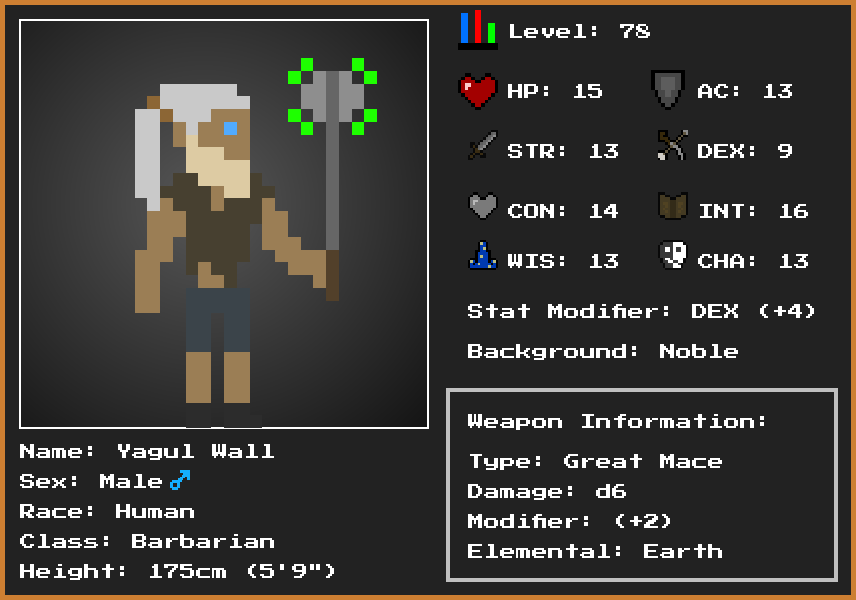 Level: 78
HP: 15
AC: 13
STR: 13
DEX: 9
CON: 14
INT: 16
WIS: 13
CHA: 13
Stat Modifier: DEX (+4)
Background: Noble
Weapon Information:
Type: Great Mace
Damage: d6
Modifier: (+2)
Elemental: Earth
Name: Yagul Wall
Sex: Male♂
Race: Human
Class: Barbarian
Height: 175cm (5'9")